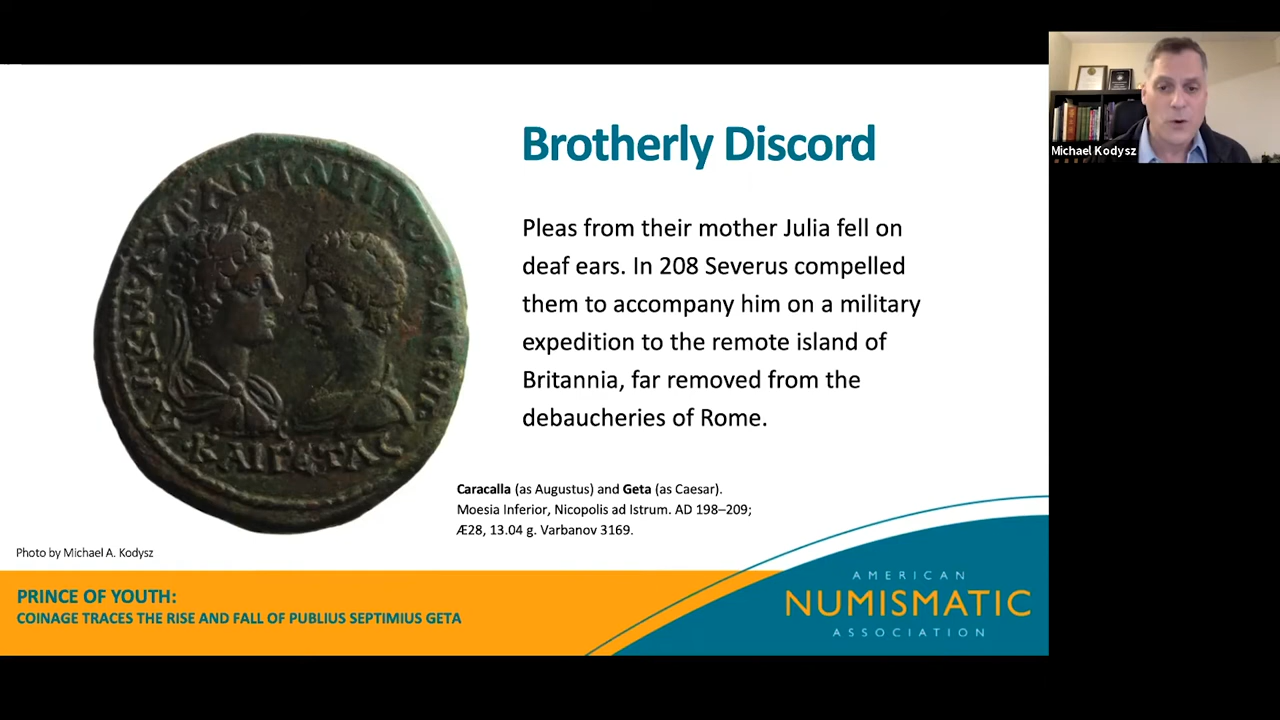 Brotherly Discord
Pleas from their mother Julia fell on
deaf ears. In 208 Severus compelled
them to accompany him on a military
expedition to the remote island of
Britannia, far removed from the
debaucheries of Rome.
Caracalla (as Augustus) and Geta (as Caesar).
Moesia Inferior, Nicopolis ad Istrum. AD 198–209;
Æ28, 13.04 g. Varbanov 3169.
Photo by Michael A. Kodysz
PRINCE OF YOUTH:
COINAGE TRACES THE RISE AND FALL OF PUBLIUS SEPTIMIUS GETA
AMERICAN
NUMISMATIC
ASSOCIATION
Michael Kodysz